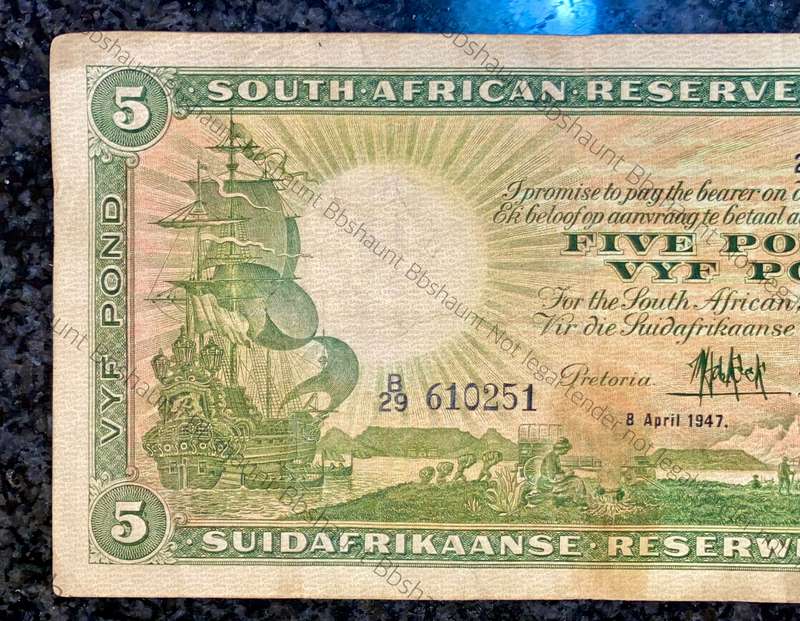 5
SOUTH·AFRICAN·RESERVE
I promise to pay the bearer on
Ek beloof op aanvraag te betaal a
FIVE PO
VYF PO
For the South African
Vir die Suidafrikaanse
Pretoria.
8 April 1947.
B
29 610251
VYF POND
5
SUIDAFRIKAANSE·RESERW
Bbshaunt Not legal tender